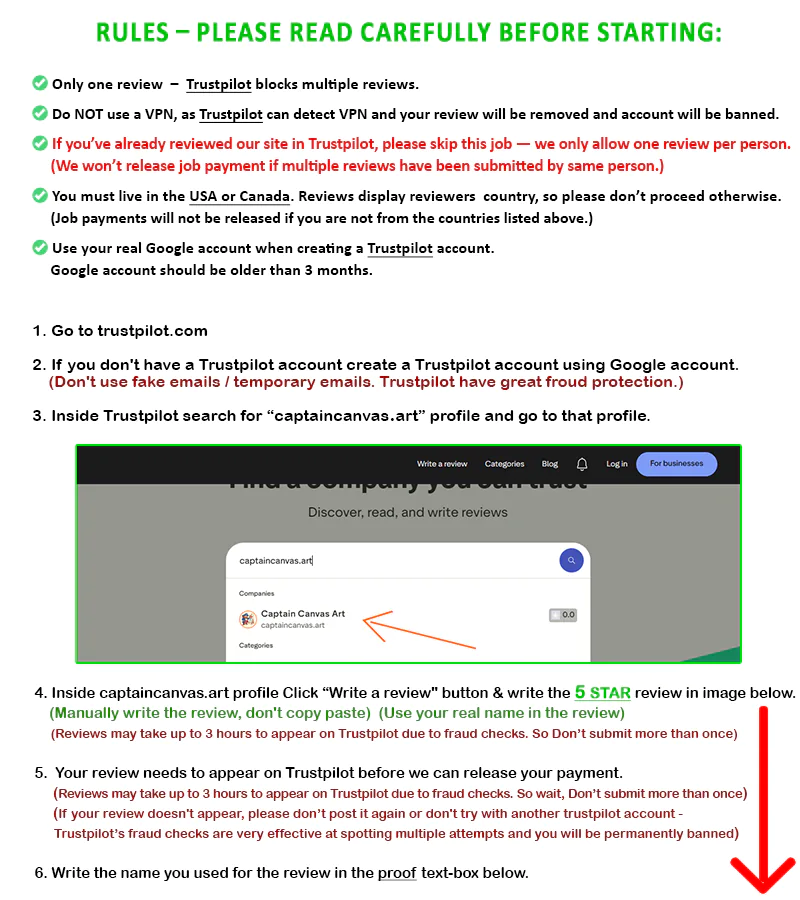 RULES – PLEASE READ CAREFULLY BEFORE STARTING:
Only one review – Trustpilot blocks multiple reviews.
Do NOT use a VPN, as Trustpilot can detect VPN and your review will be removed and account will be banned.
If you’ve already reviewed our site in Trustpilot, please skip this job — we only allow one review per person.
(We won’t release job payment if multiple reviews have been submitted by same person.)
You must live in the USA or Canada. Reviews display reviewers country, so please don’t proceed otherwise.
(Job payments will not be released if you are not from the countries listed above.)
Use your real Google account when creating a Trustpilot account.
Google account should be older than 3 months.
1. Go to trustpilot.com
2. If you don't have a Trustpilot account create a Trustpilot account using Google account.
(Don't use fake emails / temporary emails. Trustpilot have great froud protection.)
3. Inside Trustpilot search for “captaincanvas.art” profile and go to that profile.
Write a review Categories Blog Log in For businesses
Find a company you can trust
Discover, read, and write reviews
captaincanvas.art
Companies
Captain Canvas Art
captaincanvas.art
0.0
Categories
4. Inside captaincanvas.art profile Click “Write a review" button & write the 5 STAR review in image below.
(Manually write the review, don't copy paste) (Use your real name in the review)
(Reviews may take up to 3 hours to appear on Trustpilot due to fraud checks. So Don’t submit more than once)
5. Your review needs to appear on Trustpilot before we can release your payment.
(Reviews may take up to 3 hours to appear on Trustpilot due to fraud checks. So wait, Don’t submit more than once)
(If your review doesn't appear, please don’t post it again or don't try with another trustpilot account -
Trustpilot’s fraud checks are very effective at spotting multiple attempts and you will be permanently banned)
6. Write the name you used for the review in the proof text-box below.